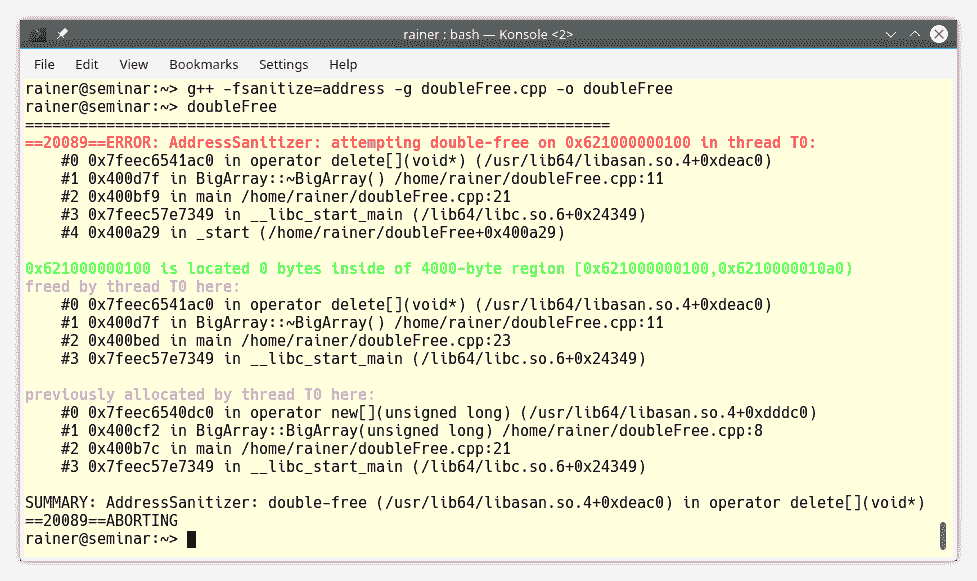 rainer : bash — Konsole <2>
File Edit View Bookmarks Settings Help
rainer@seminar:~> g++ -fsanitize=address -g doubleFree.cpp -o doubleFree
rainer@seminar:~> doubleFree
=================================================================
==20089==ERROR: AddressSanitizer: attempting double-free on 0x621000000100 in thread T0:
    #0 0x7feec6541ac0 in operator delete[](void*) (/usr/lib64/libasan.so.4+0xdeac0)
    #1 0x400d7f in BigArray::~BigArray() /home/rainer/doubleFree.cpp:11
    #2 0x400bf9 in main /home/rainer/doubleFree.cpp:21
    #3 0x7feec57e7349 in __libc_start_main (/lib64/libc.so.6+0x24349)
    #4 0x400a29 in _start (/home/rainer/doubleFree+0x400a29)
0x621000000100 is located 0 bytes inside of 4000-byte region [0x621000000100,0x6210000010a0)
freed by thread T0 here:
    #0 0x7feec6541ac0 in operator delete[](void*) (/usr/lib64/libasan.so.4+0xdeac0)
    #1 0x400d7f in BigArray::~BigArray() /home/rainer/doubleFree.cpp:11
    #2 0x400bed in main /home/rainer/doubleFree.cpp:23
    #3 0x7feec57e7349 in __libc_start_main (/lib64/libc.so.6+0x24349)
previously allocated by thread T0 here:
    #0 0x7feec6540dc0 in operator new[](unsigned long) (/usr/lib64/libasan.so.4+0xdddc0)
    #1 0x400cf2 in BigArray::BigArray(unsigned long) /home/rainer/doubleFree.cpp:8
    #2 0x400b7c in main /home/rainer/doubleFree.cpp:21
    #3 0x7feec57e7349 in __libc_start_main (/lib64/libc.so.6+0x24349)
SUMMARY: AddressSanitizer: double-free (/usr/lib64/libasan.so.4+0xdeac0) in operator delete[](void*)
==20089==ABORTING
rainer@seminar:~>